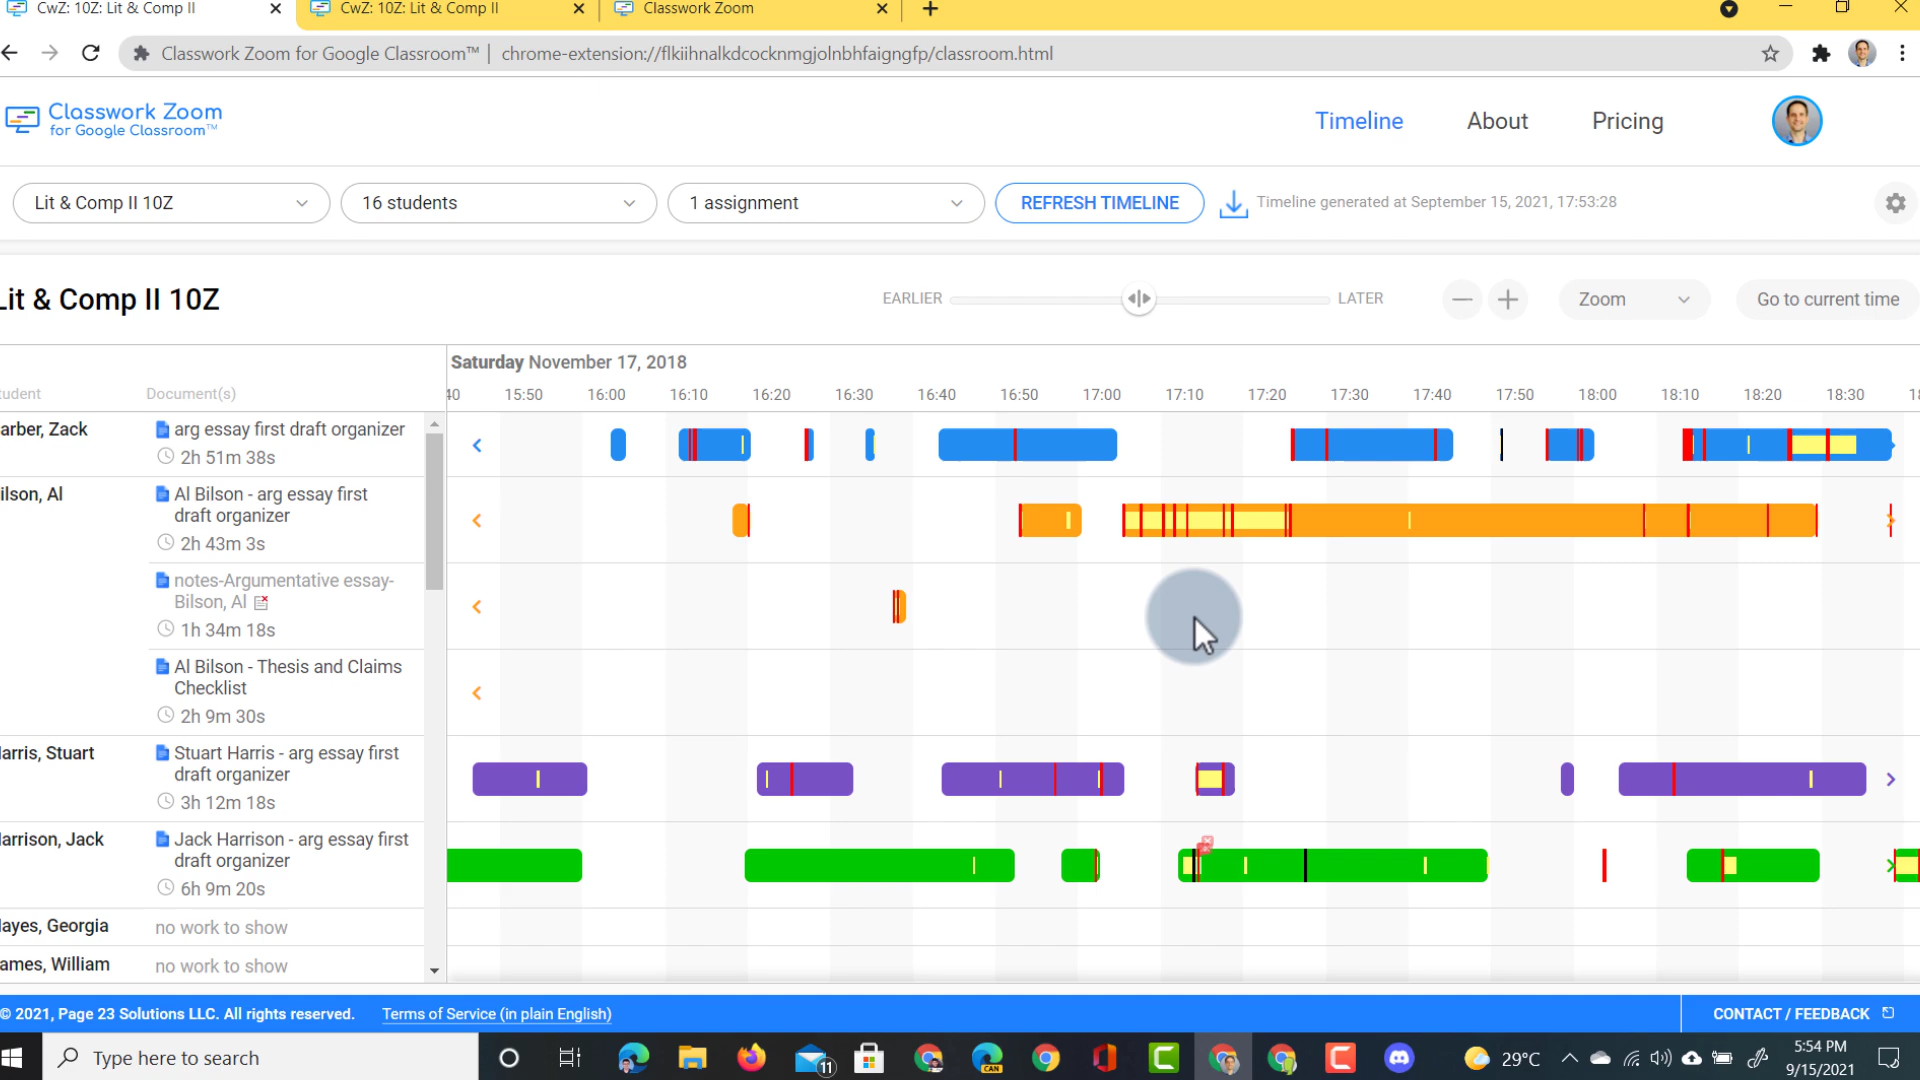 CwZ: 10Z: Lit & Comp II
CwZ: 10Z: Lit & Comp II
Classwork Zoom
Classwork Zoom for Google Classroom™ | chrome-extension://flkiihnalkdcocknmgjolnbhfaigngfp/classroom.html
Classwork Zoom
for Google Classroom™
Timeline
About
Pricing
Lit & Comp II 10Z
16 students
1 assignment
REFRESH TIMELINE
Timeline generated at September 15, 2021, 17:53:28
Lit & Comp II 10Z
EARLIER
LATER
Zoom
Go to current time
Saturday November 17, 2018
tudent
Document(s)
40 15:50 16:00 16:10 16:20 16:30 16:40 16:50 17:00 17:10 17:20 17:30 17:40 17:50 18:00 18:10 18:20 18:30 18
arber, Zack
arg essay first draft organizer
2h 51m 38s
ilson, Al
Al Bilson - arg essay first
draft organizer
2h 43m 3s
notes-Argumentative essay-
Bilson, Al
1h 34m 18s
Al Bilson - Thesis and Claims
Checklist
2h 9m 30s
arris, Stuart
Stuart Harris - arg essay first
draft organizer
3h 12m 18s
arrison, Jack
Jack Harrison - arg essay first
draft organizer
6h 9m 20s
ayes, Georgia
no work to show
ames, William
no work to show
© 2021, Page 23 Solutions LLC. All rights reserved.
Terms of Service (in plain English)
CONTACT / FEEDBACK
Type here to search
11
CAN
29°C
5:54 PM
9/15/2021